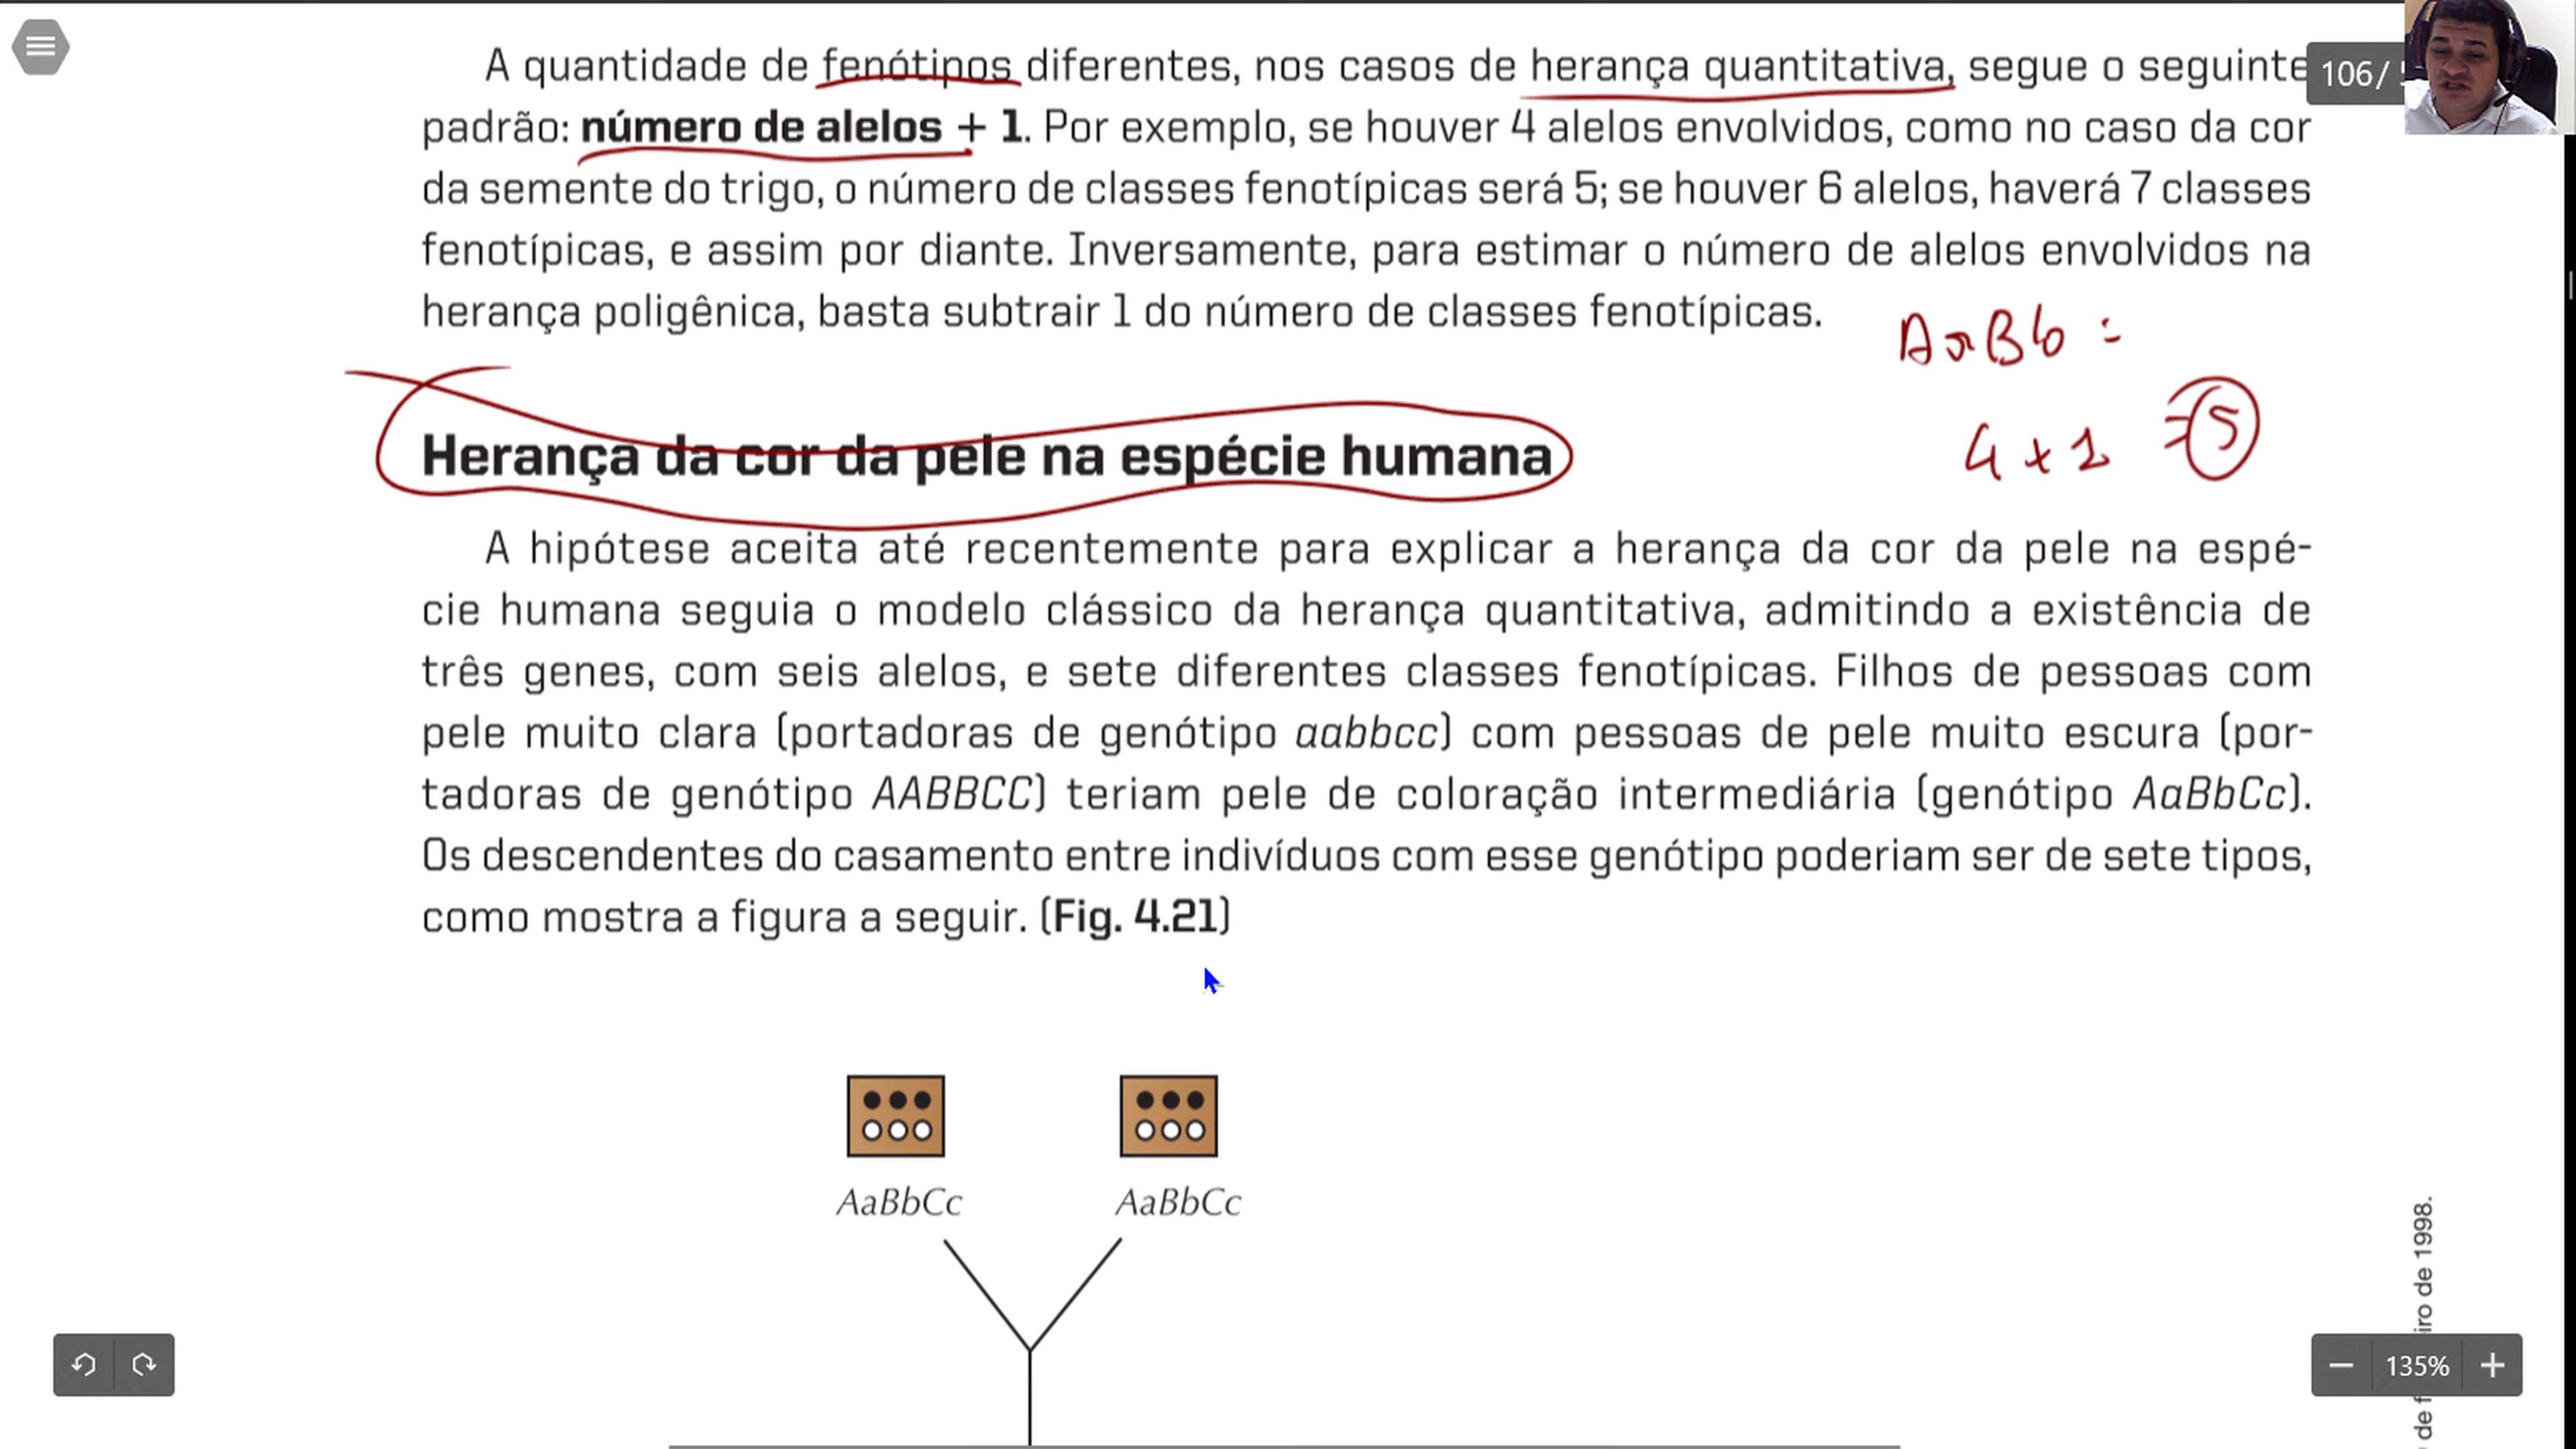 A quantidade de fenótipos diferentes, nos casos de herança quantitativa, segue o seguinte
106/
padrão: número de alelos + 1. Por exemplo, se houver 4 alelos envolvidos, como no caso da cor
da semente do trigo, o número de classes fenotípicas será 5; se houver 6 alelos, haverá 7 classes
fenotípicas, e assim por diante. Inversamente, para estimar o número de alelos envolvidos na
herança poligênica, basta subtrair 1 do número de classes fenotípicas.
AaBb =
4 + 1 = 5
Herança da cor da pele na espécie humana
A hipótese aceita até recentemente para explicar a herança da cor da pele na espé-
cie humana seguia o modelo clássico da herança quantitativa, admitindo a existência de
três genes, com seis alelos, e sete diferentes classes fenotípicas. Filhos de pessoas com
pele muito clara (portadoras de genótipo aabbcc) com pessoas de pele muito escura (por-
tadoras de genótipo AABBCC) teriam pele de coloração intermediária (genótipo AaBbCc).
Os descendentes do casamento entre indivíduos com esse genótipo poderiam ser de sete tipos,
como mostra a figura a seguir. (Fig. 4.21)
AaBbCc AaBbCc
de 1998.
135%